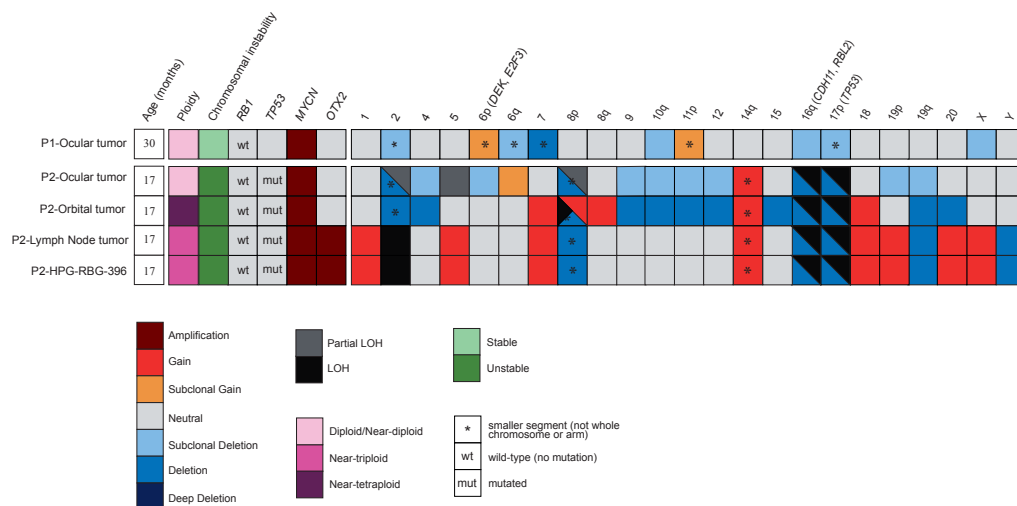 Age (months)
Ploidy
Chromosomal instability
RB1
TP53
MYCN
OTX2
1
2
4
5
6p (DEK, E2F3)
6q
7
8p
8q
9
10q
11p
12
14q
15
16q (CDH11, RBL2)
17p (TP53)
18
19p
19q
20
X
Y
P1-Ocular tumor 30 wt * * * * * *
P2-Ocular tumor 17 wt mut * * *
P2-Orbital tumor 17 wt mut * * *
P2-Lymph Node tumor 17 wt mut * *
P2-HPG-RBG-396 17 wt mut * *
Amplification
Gain
Subclonal Gain
Neutral
Subclonal Deletion
Deletion
Deep Deletion
Partial LOH
LOH
Diploid/Near-diploid
Near-triploid
Near-tetraploid
Stable
Unstable
* smaller segment (not whole
chromosome or arm)
wt wild-type (no mutation)
mut mutated